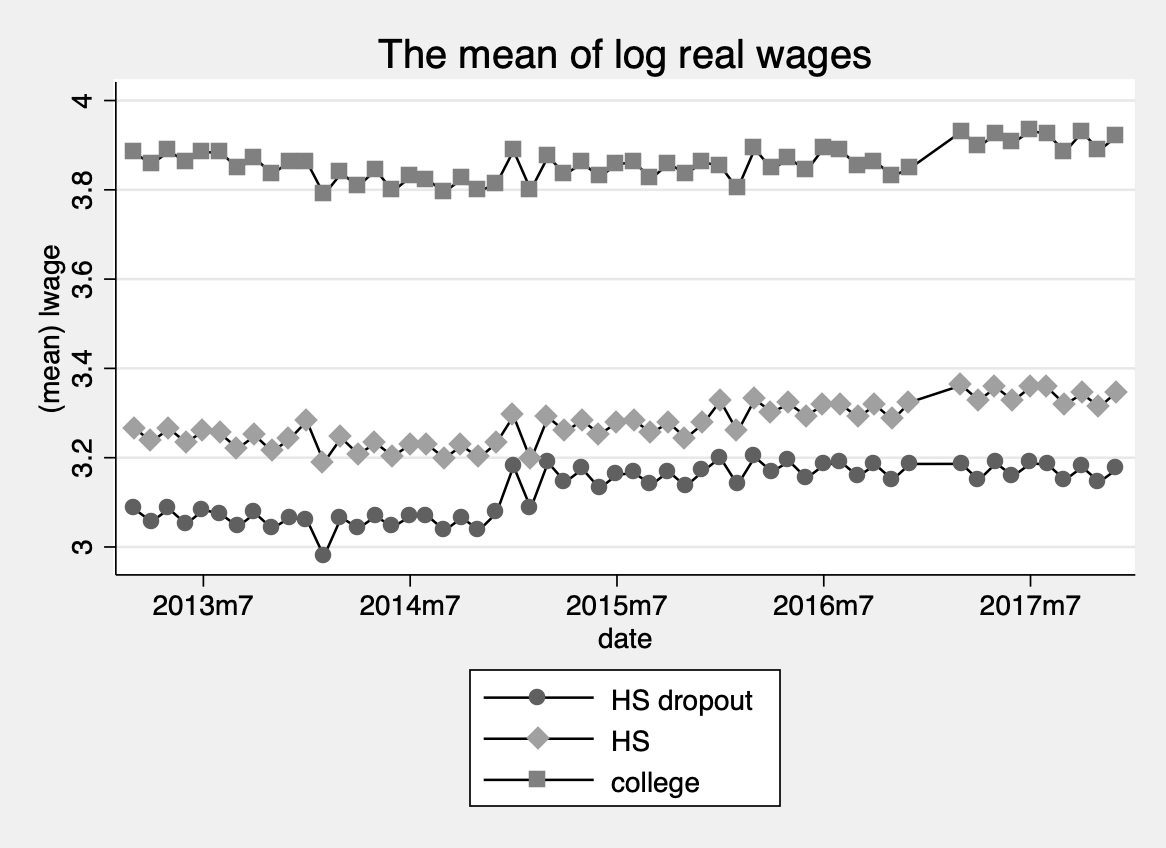 The mean of log real wages
(mean) lwage
4
3.8
3.6
3.4
3.2
3
2013m7 2014m7 2015m7 2016m7 2017m7
date
HS dropout
HS
college